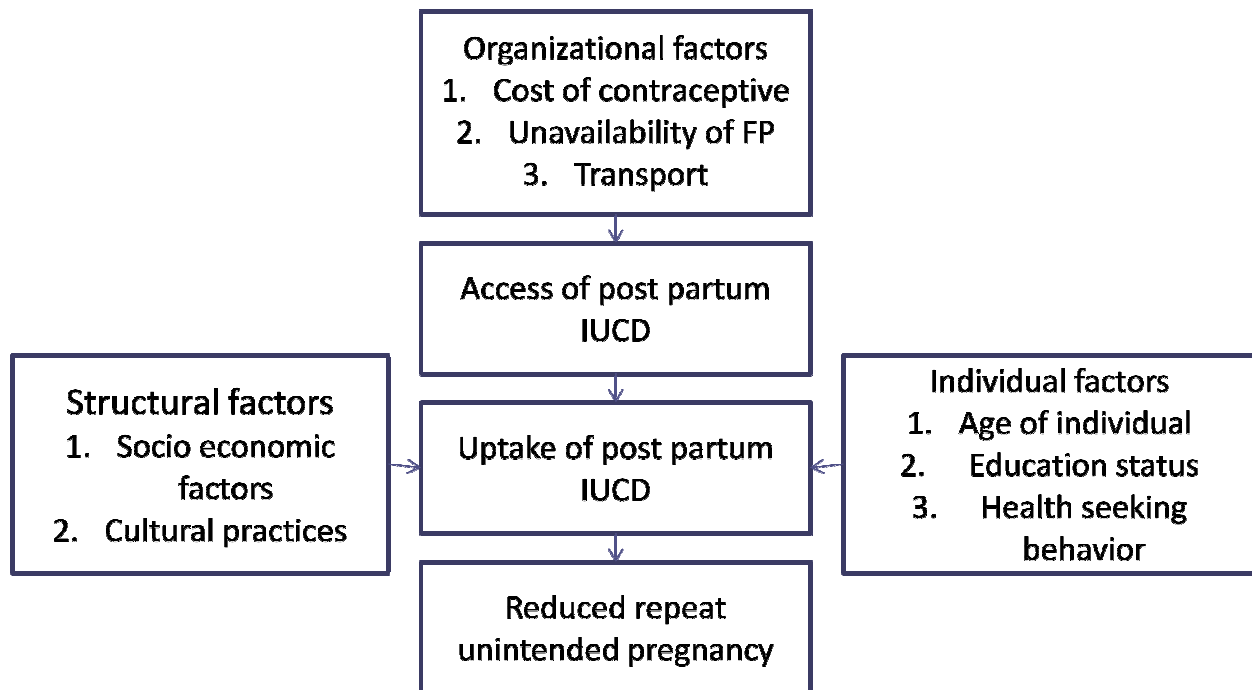 Organizational factors
1. Cost of contraceptive
2. Unavailability of FP
3. Transport
Access of post partum
IUCD
Structural factors
1. Socio economic
factors
2. Cultural practices
Uptake of post partum
IUCD
Individual factors
1. Age of individual
2. Education status
3. Health seeking
behavior
Reduced repeat
unintended pregnancy